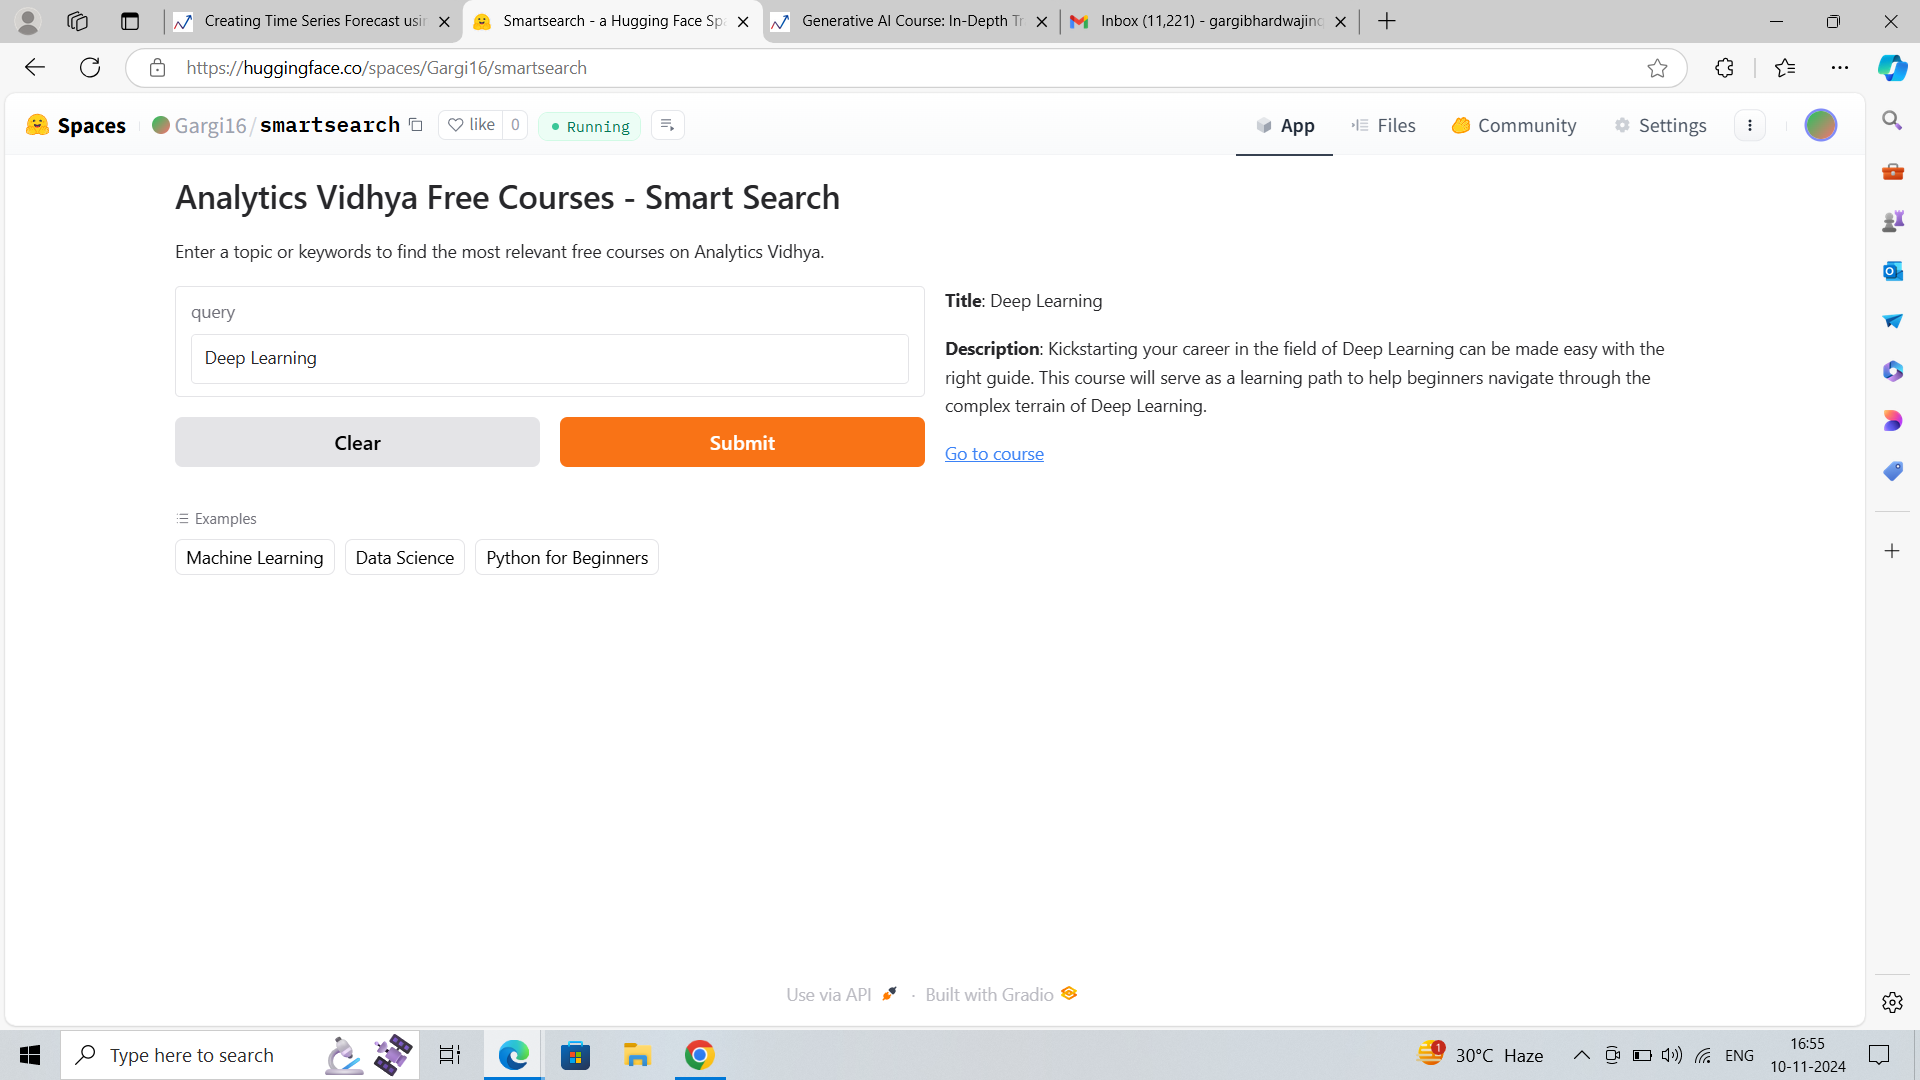 Creating Time Series Forecast usin
Smartsearch - a Hugging Face Spa
Generative AI Course: In-Depth Tr
Inbox (11,221) - gargibhardwajing
https://huggingface.co/spaces/Gargi16/smartsearch
Spaces Gargi16/smartsearch like 0 Running App Files Community Settings
Analytics Vidhya Free Courses - Smart Search
Enter a topic or keywords to find the most relevant free courses on Analytics Vidhya.
query
Deep Learning
Clear Submit
Title: Deep Learning
Description: Kickstarting your career in the field of Deep Learning can be made easy with the
right guide. This course will serve as a learning path to help beginners navigate through the
complex terrain of Deep Learning.
Go to course
Examples
Machine Learning Data Science Python for Beginners
Use via API · Built with Gradio
Type here to search
1 30°C Haze ENG
16:55
10-11-2024